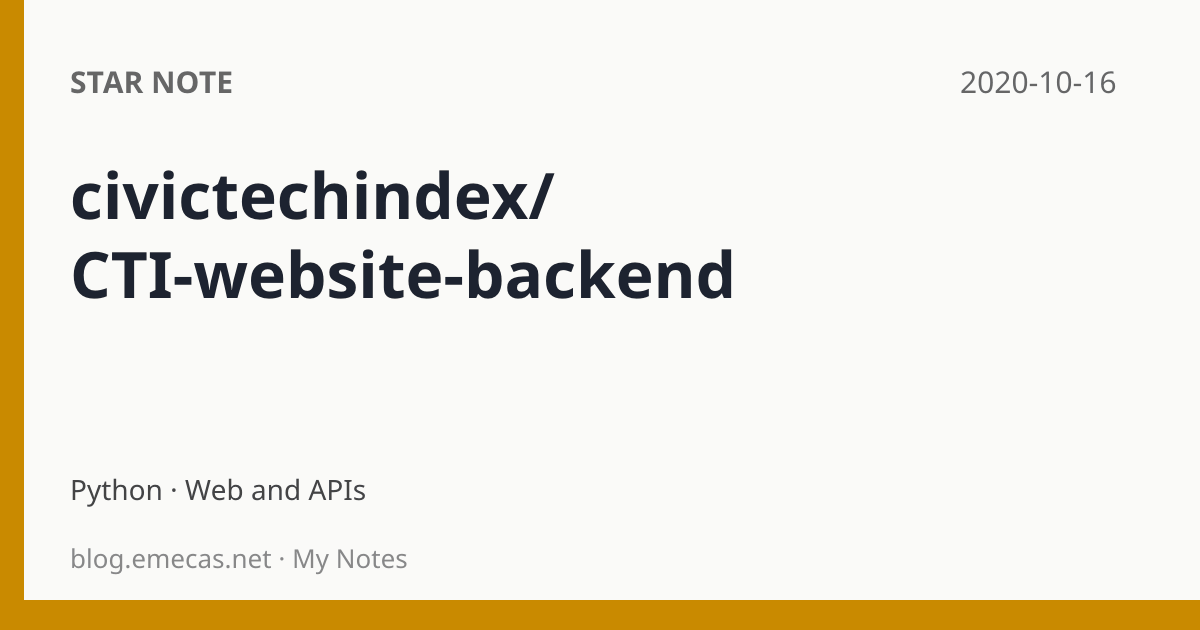 STAR NOTE
2020-10-16
civictechindex/
CTI-website-backend
Python · Web and APIs
blog.emecas.net · My Notes